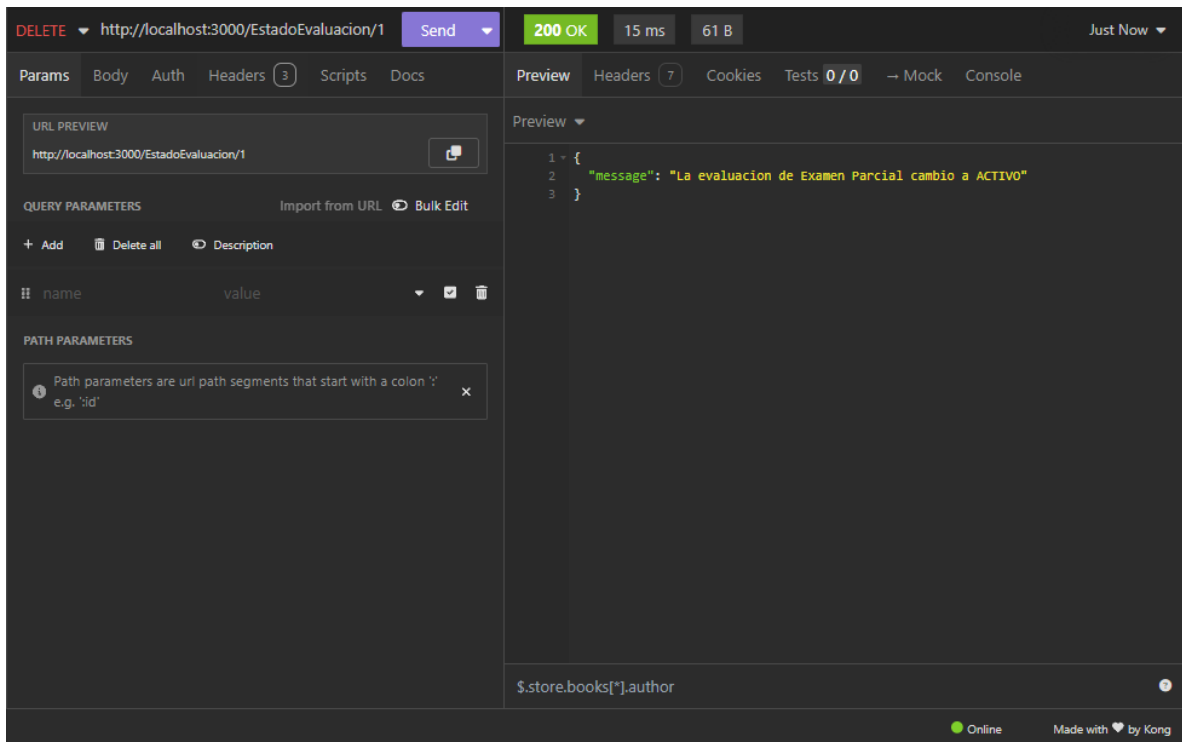 DELETE http://localhost:3000/EstadoEvaluacion/1 Send
Params Body Auth Headers 3 Scripts Docs
URL PREVIEW
http://localhost:3000/EstadoEvaluacion/1
QUERY PARAMETERS Import from URL Bulk Edit
+ Add Delete all Description
name value
PATH PARAMETERS
Path parameters are url path segments that start with a colon ':'
e.g. ':id'
200 OK 15 ms 61 B Just Now
Preview Headers 7 Cookies Tests 0 / 0 → Mock Console
Preview
1 {
2 "message": "La evaluacion de Examen Parcial cambio a ACTIVO"
3 }
$.store.books[*].author
Online Made with ♥ by Kong